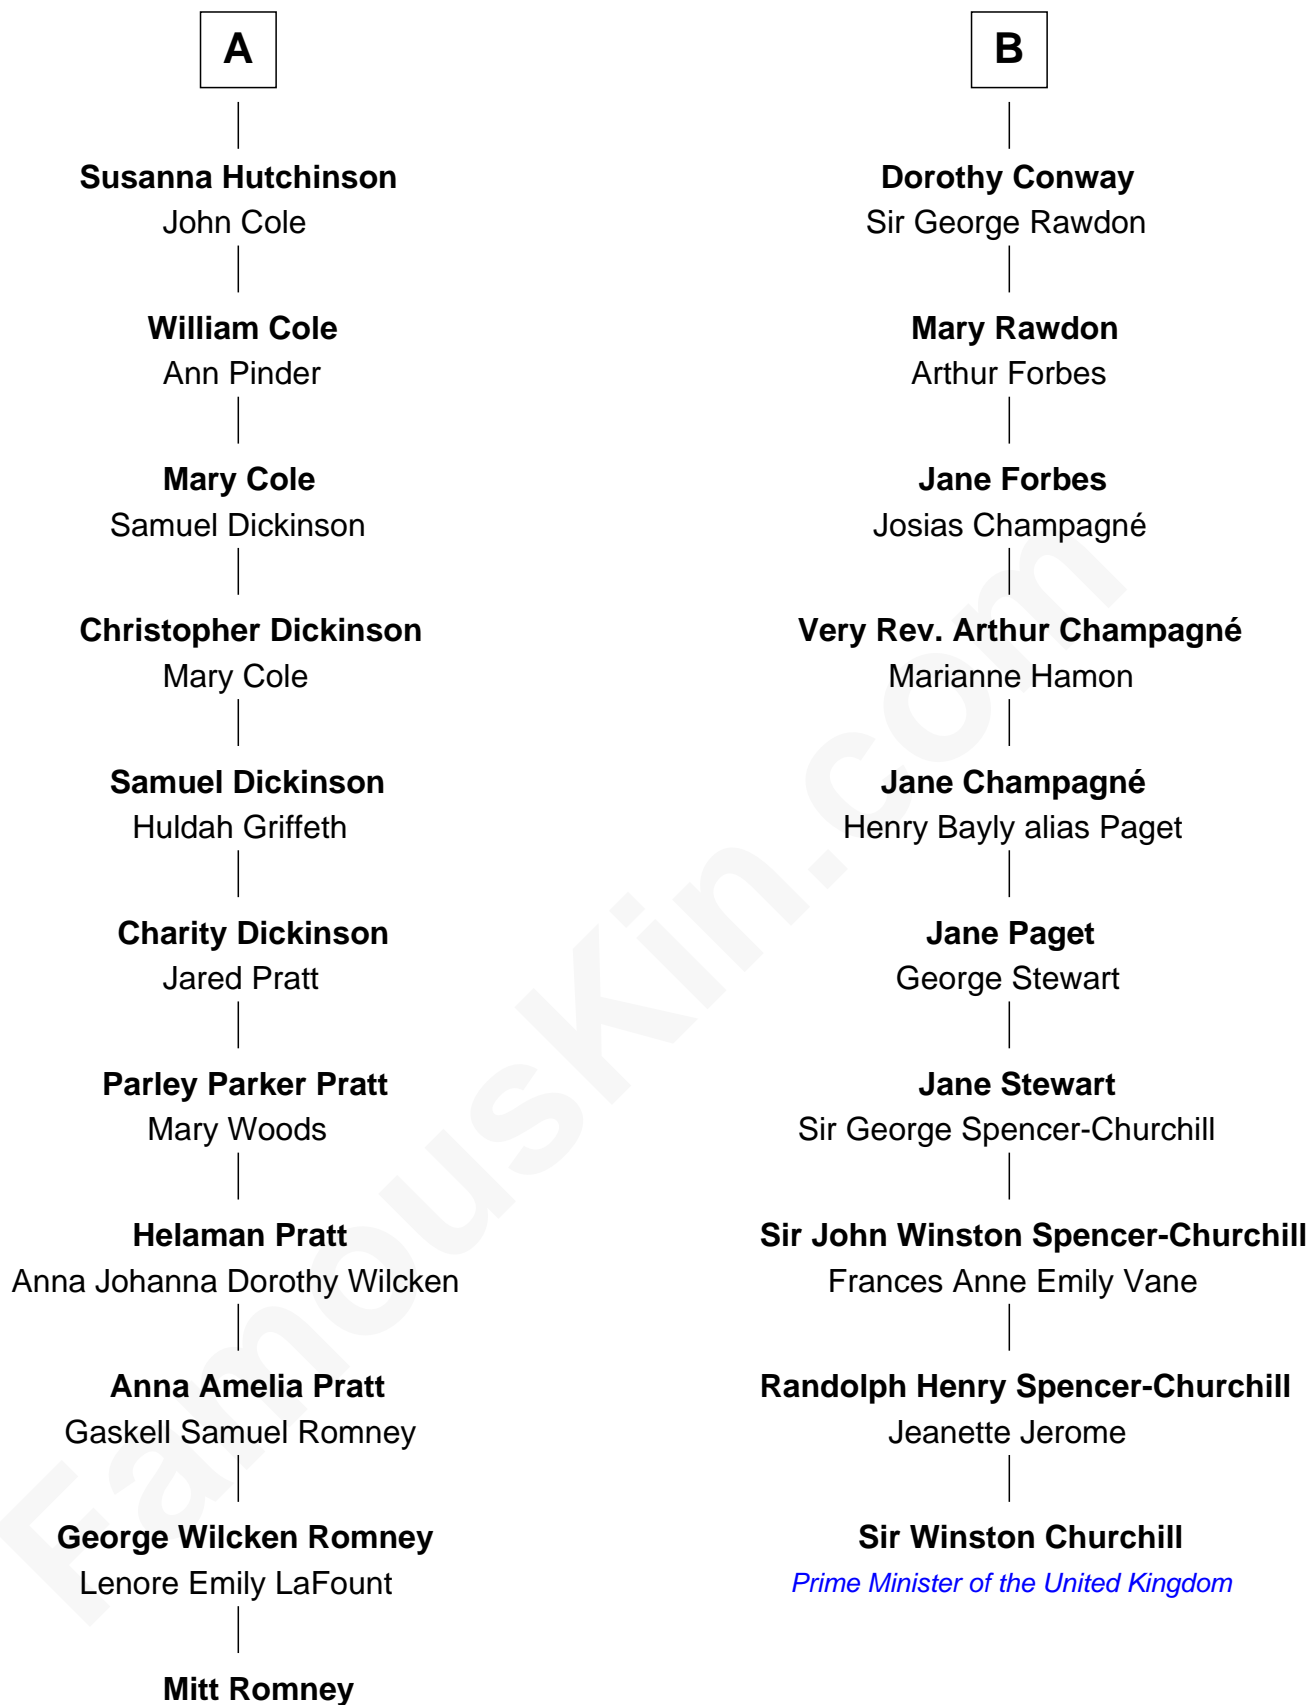 A
Susanna Hutchinson
John Cole
William Cole
Ann Pinder
Mary Cole
Samuel Dickinson
Christopher Dickinson
Mary Cole
Samuel Dickinson
Huldah Griffeth
Charity Dickinson
Jared Pratt
Parley Parker Pratt
Mary Woods
Helaman Pratt
Anna Johanna Dorothy Wilcken
Anna Amelia Pratt
Gaskell Samuel Romney
George Wilcken Romney
Lenore Emily LaFount
Mitt Romney
B
Dorothy Conway
Sir George Rawdon
Mary Rawdon
Arthur Forbes
Jane Forbes
Josias Champagné
Very Rev. Arthur Champagné
Marianne Hamon
Jane Champagné
Henry Bayly alias Paget
Jane Paget
George Stewart
Jane Stewart
Sir George Spencer-Churchill
Sir John Winston Spencer-Churchill
Frances Anne Emily Vane
Randolph Henry Spencer-Churchill
Jeanette Jerome
Sir Winston Churchill
Prime Minister of the United Kingdom
FamousKin.com